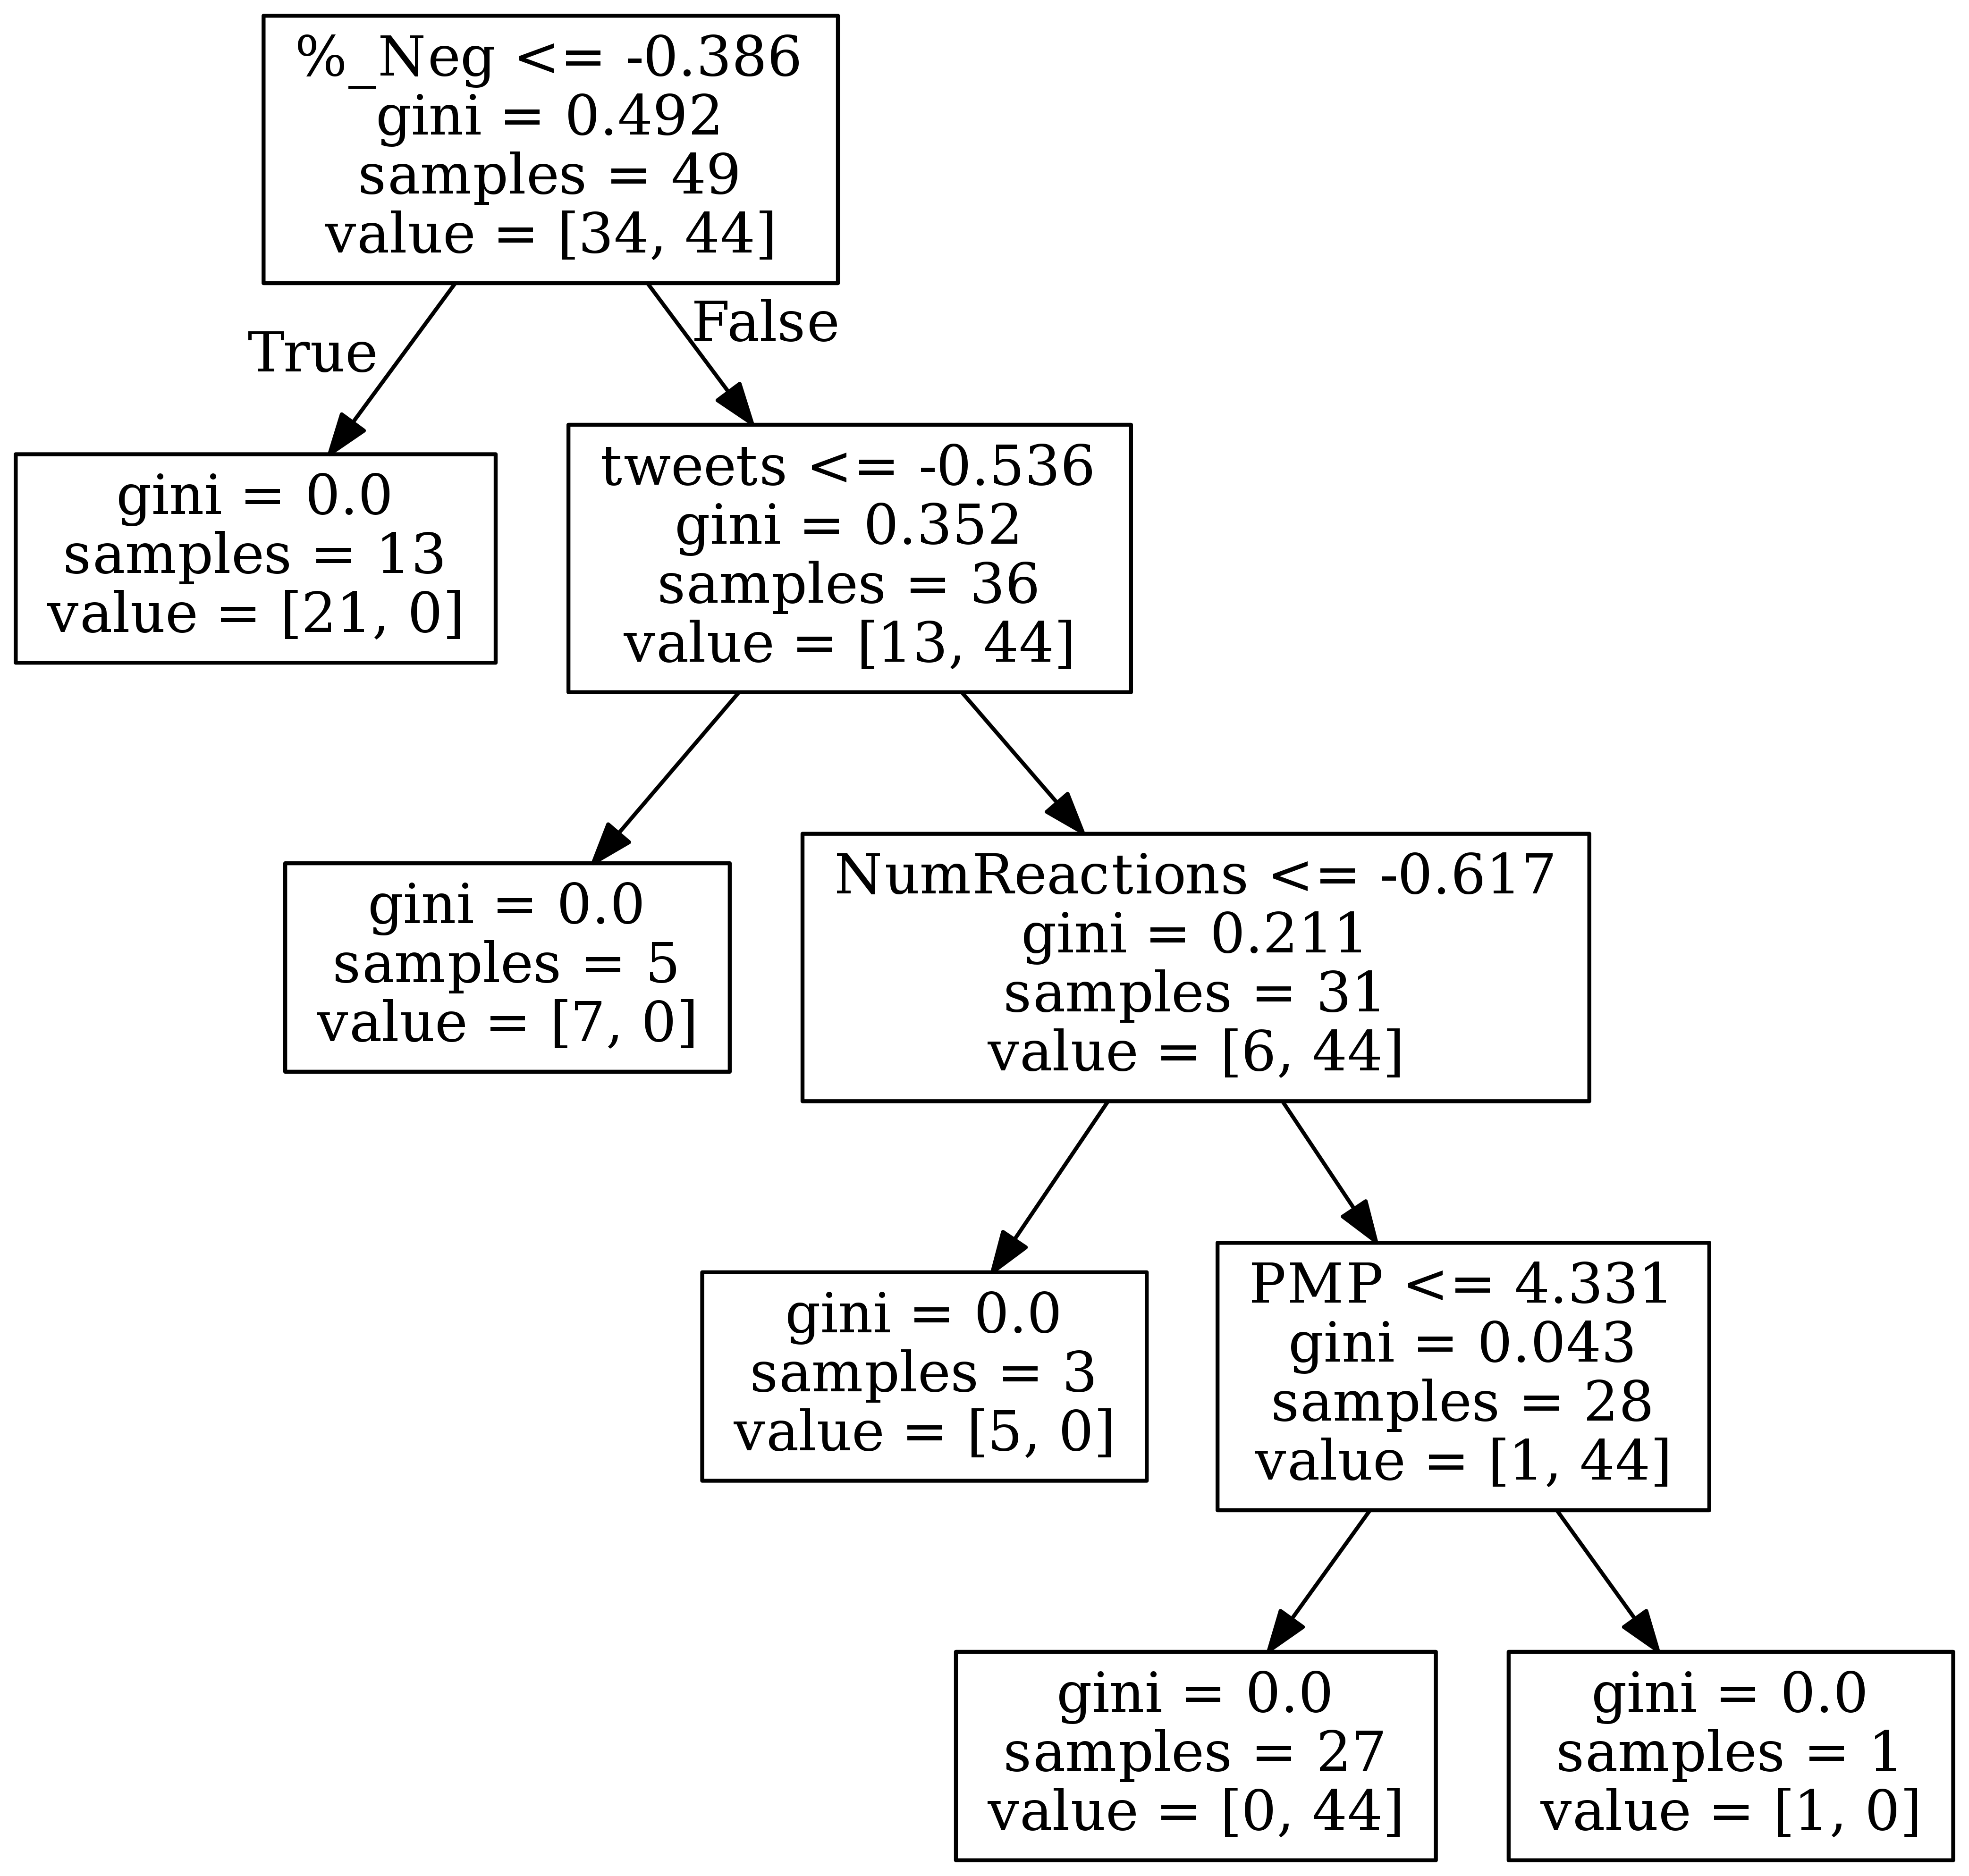 %_Neg <= -0.386
gini = 0.492
samples = 49
value = [34, 44]
True
False
gini = 0.0
samples = 13
value = [21, 0]
tweets <= -0.536
gini = 0.352
samples = 36
value = [13, 44]
gini = 0.0
samples = 5
value = [7, 0]
NumReactions <= -0.617
gini = 0.211
samples = 31
value = [6, 44]
gini = 0.0
samples = 3
value = [5, 0]
PMP <= 4.331
gini = 0.043
samples = 28
value = [1, 44]
gini = 0.0
samples = 27
value = [0, 44]
gini = 0.0
samples = 1
value = [1, 0]